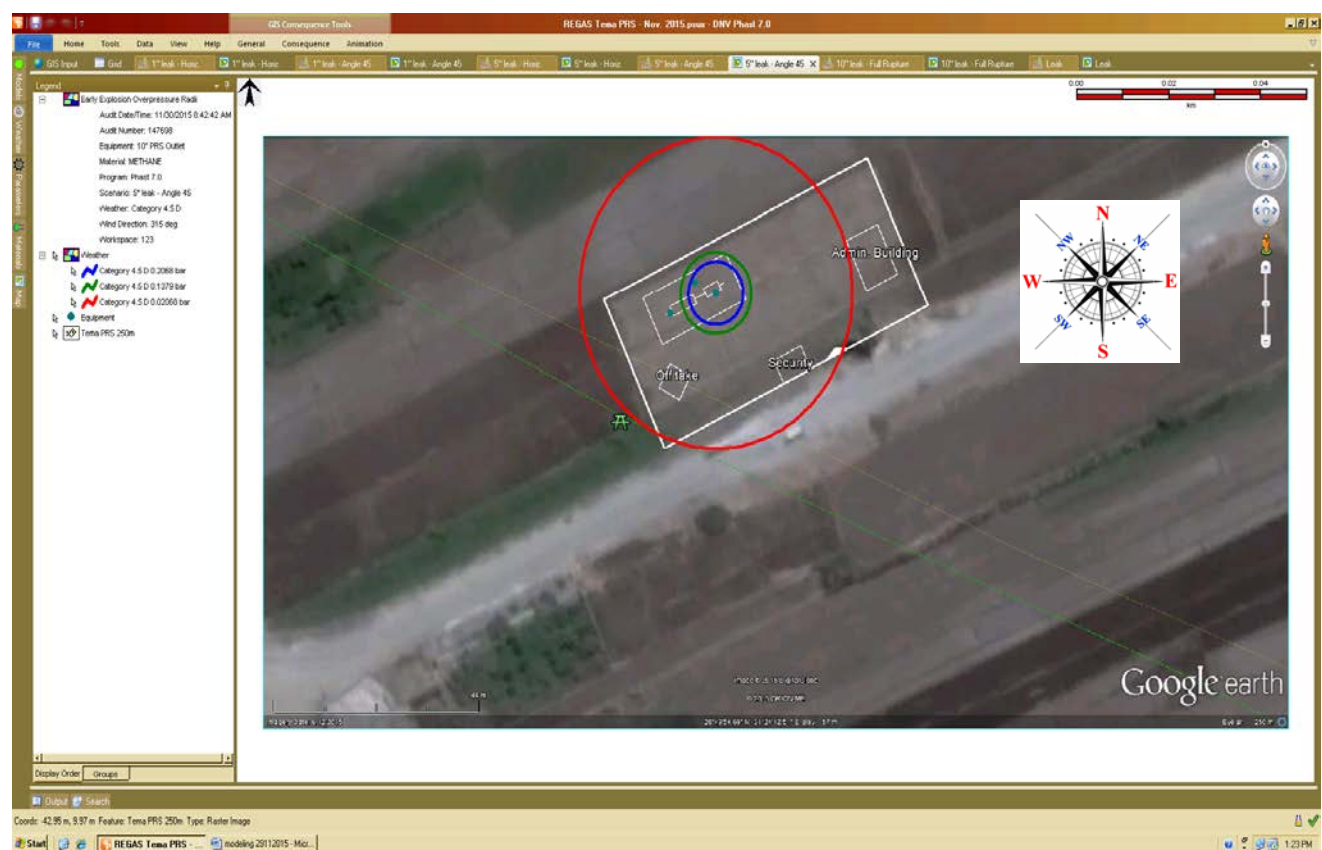 GIS Consequence Tools
REGAS Tema PRS - Nov. 2015.psux - DNV Phast 7.0
File Home Tools Data View Help General Consequence Animation
GIS Input Grid 1" leak - Horiz. 1" leak - Horiz. 1" leak - Angle 45 1" leak - Angle 45 5" leak - Horiz. 5" leak - Horiz. 5" leak - Angle 45 5" leak - Angle 45 X 10" leak - Full Rupture 10" leak - Full Rupture Leak Leak
Models
Weather
Parameters
Materials
Map
Legend
Early Explosion Overpressure Radii
Audit Date/Time: 11/30/2015 8:42:42 AM
Audit Number: 147698
Equipment: 10" PRS Outlet
Material: METHANE
Program: Phast 7.0
Scenario: 5" leak - Angle 45
Weather: Category 4.5 D
Wind Direction: 315 deg
Workspace: 123
Weather
Category 4.5 D 0.2068 bar
Category 4.5 D 0.1379 bar
Category 4.5 D 0.02068 bar
Equipment
Tema PRS 250m
0.00 0.02 0.04
km
N
NW NE
W E
SW SE
S
Admin. Building
Security
Off take
Google earth
44 m
Display Order Groups
Output Search
Coords: -42.95 m, 9.97 m Feature: Tema PRS 250m Type: Raster Image
Start REGAS Tema PRS - ... modeling 29112015 - Micr... 1:23 PM